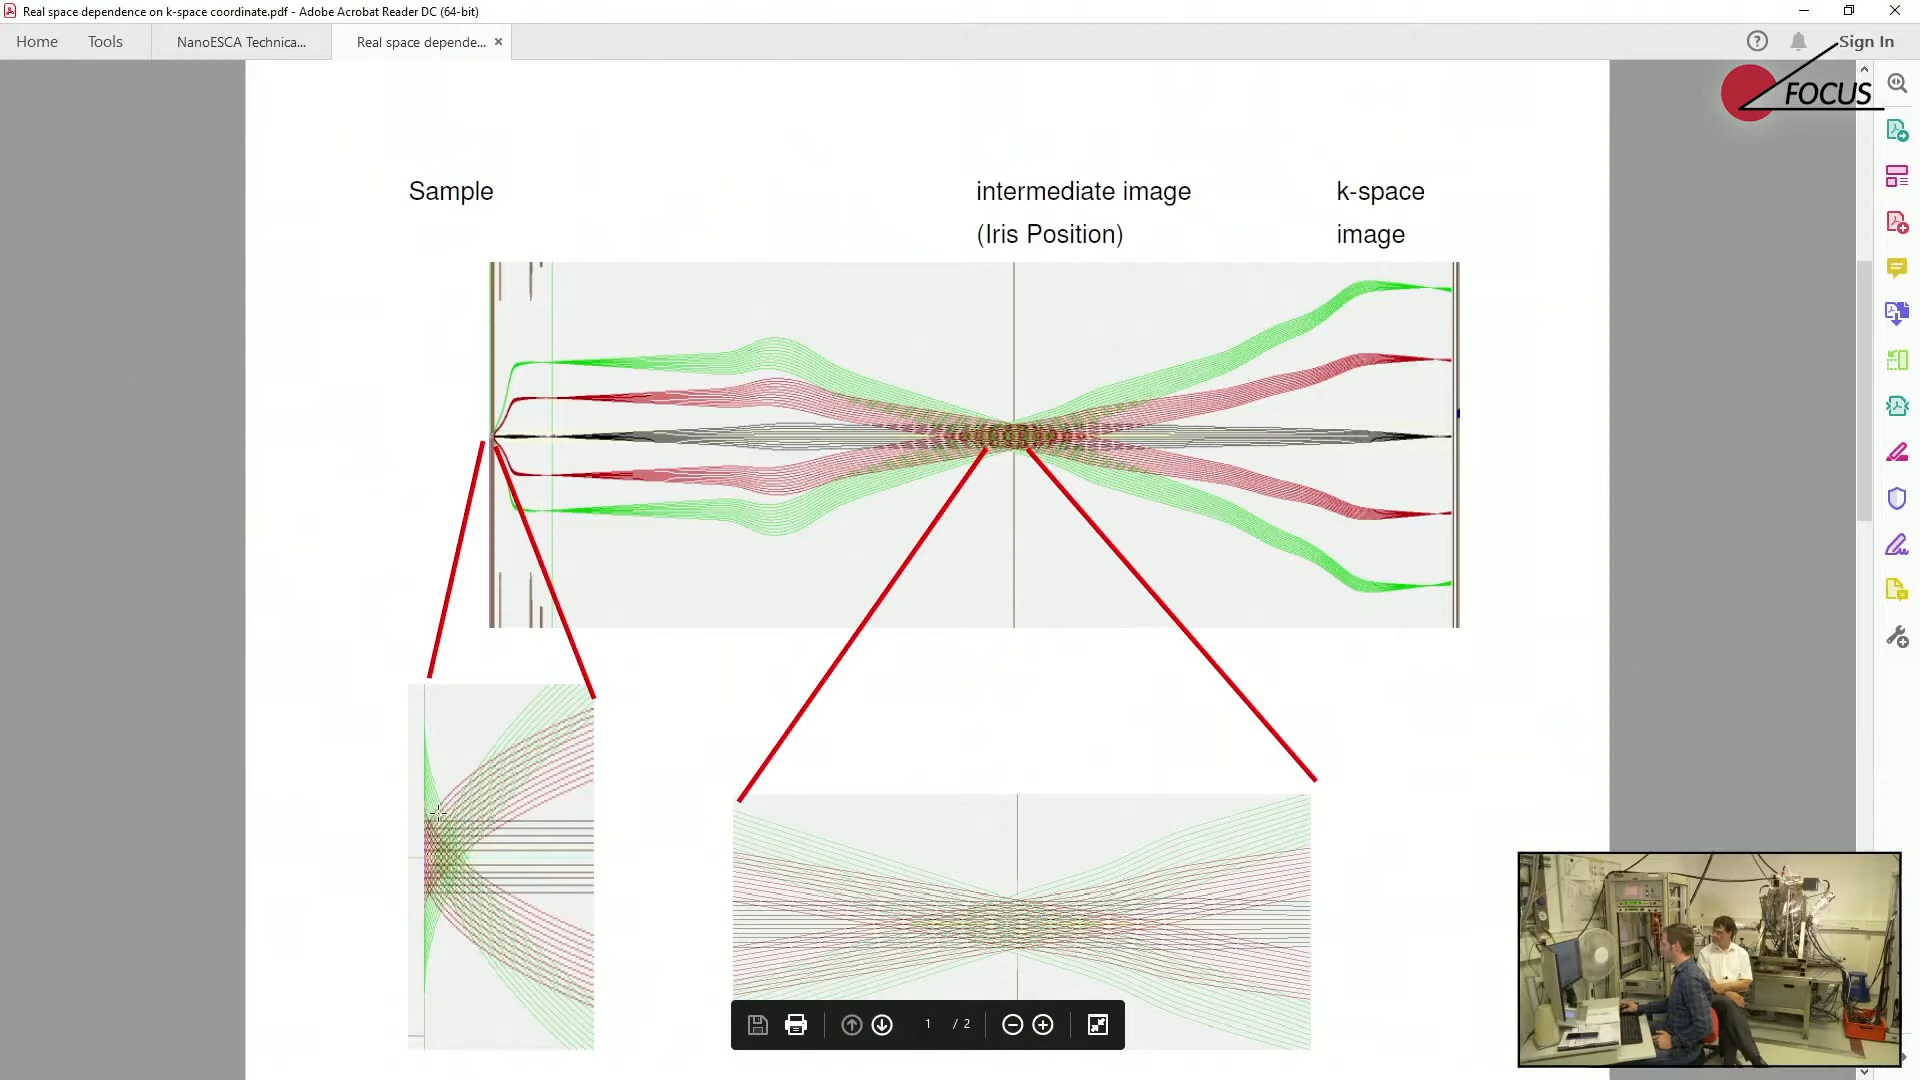 Real space dependence on k-space coordinate.pdf - Adobe Acrobat Reader DC (64-bit)
Home
Tools
NanoESCA Technica...
Real space depende...
Sign In
FOCUS
Sample
intermediate image
(Iris Position)
k-space
image
1 / 2